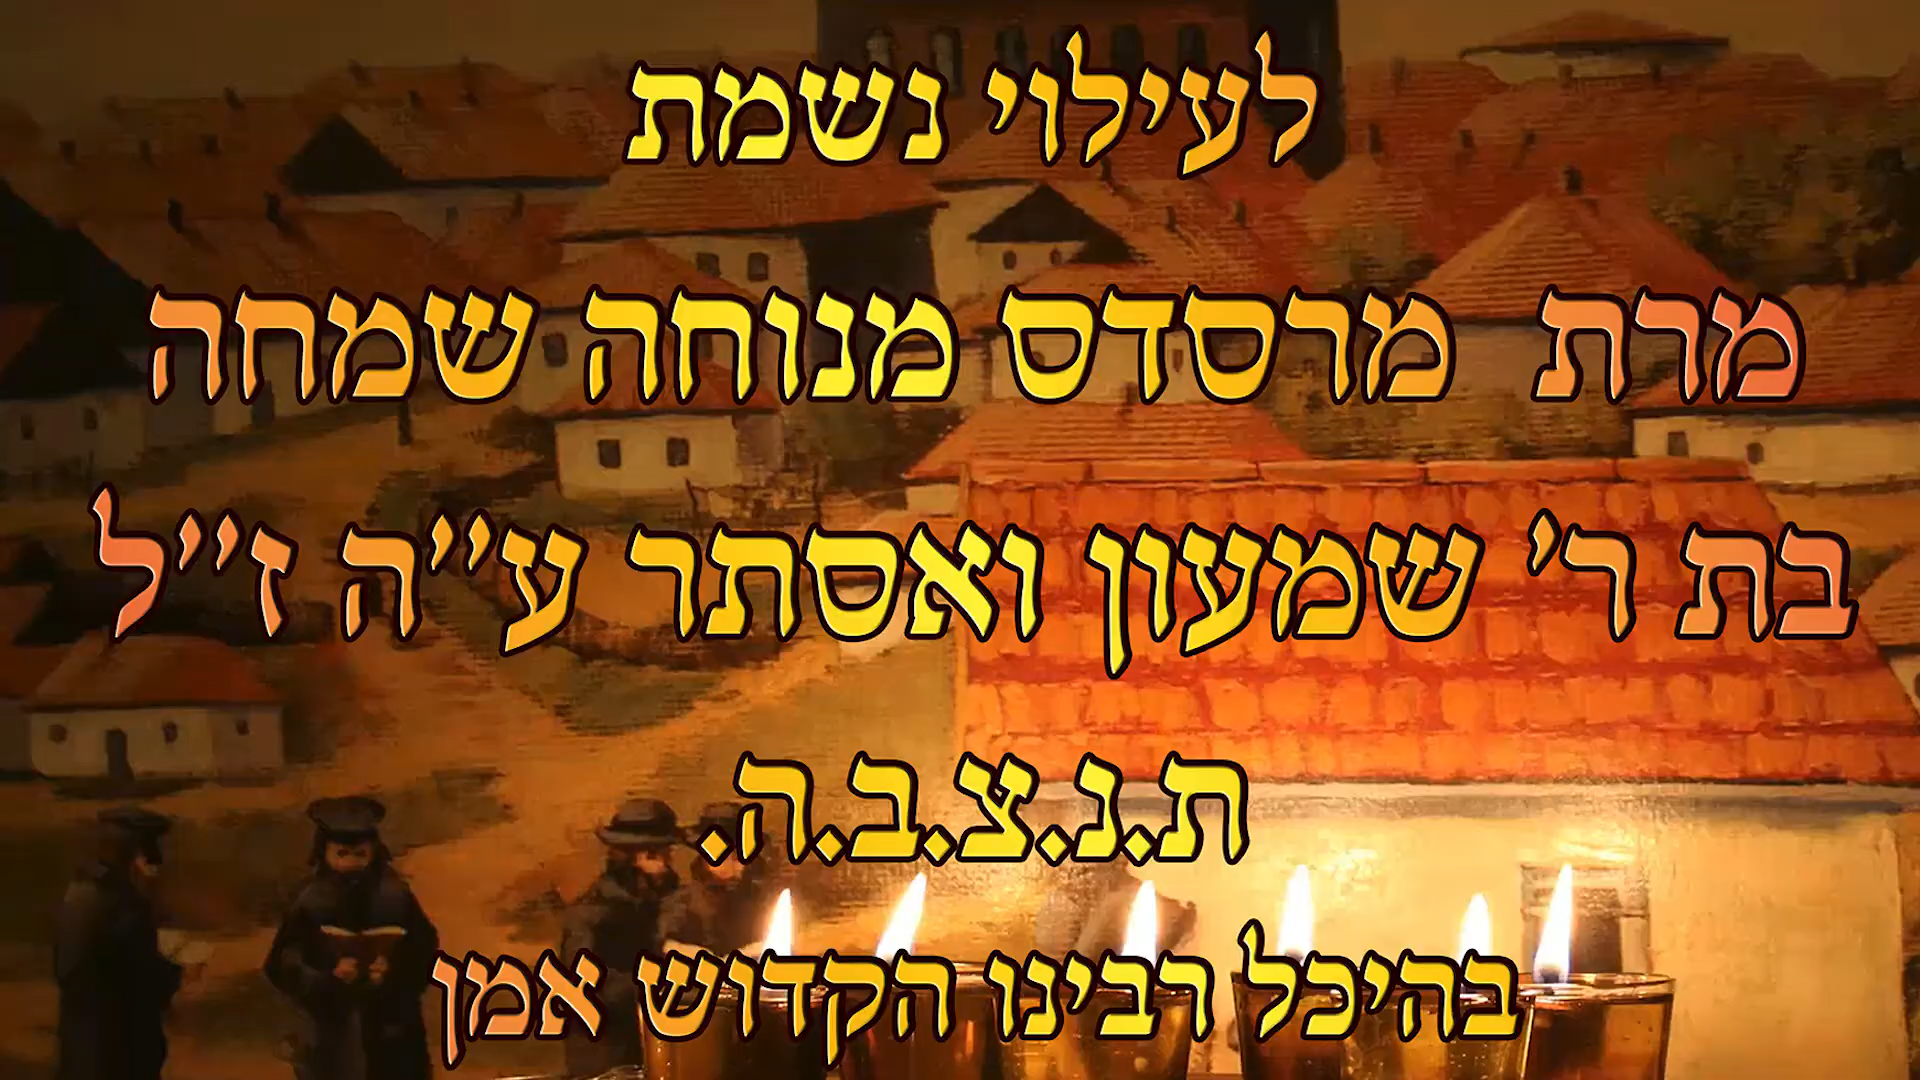 לעילוי נשמת
מרת מרסדס מנוחה שמחה
בת ר' שמעון ואסתר ע''ה ז''ל
ת.נ.צ.ב.ה.
בהיכל רבינו הקדוש אמן